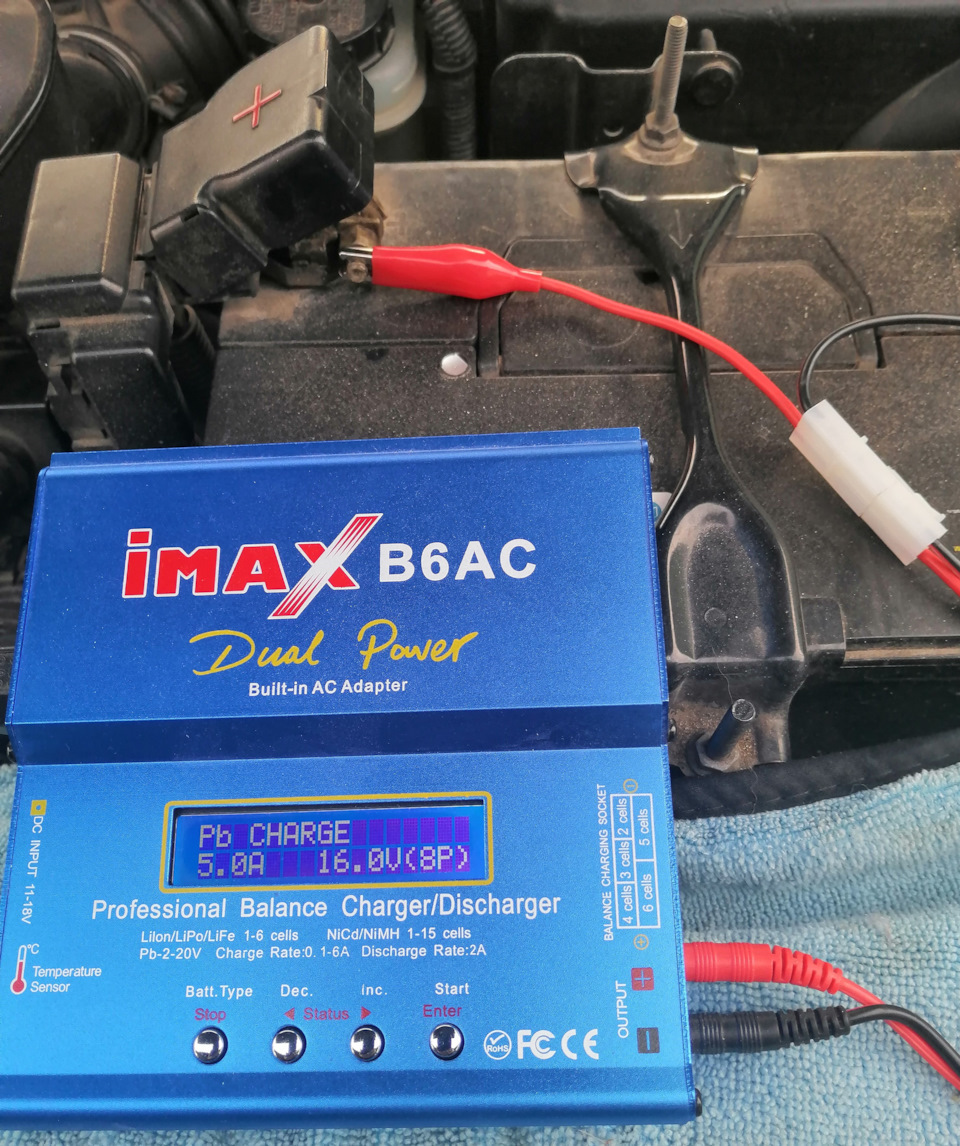 iMAX B6AC
Dual Power
Built-in AC Adapter
Pb CHARGE
5.0A 16.0V(8P)
Professional Balance Charger/Discharger
LiIon/LiPo/LiFe 1-6 cells NiCd/NiMH 1-15 cells
Pb-2-20V Charge Rate:0.1-6A Discharge Rate:2A
DC INPUT 11-18V
°C
Temperature
Sensor
Batt.Type Dec. Inc. Start
Stop ◄ Status ► Enter
RoHS FC CE
BALANCE CHARGING SOCKET
4 cells 3 cells 2 cells
6 cells 5 cells
OUTPUT